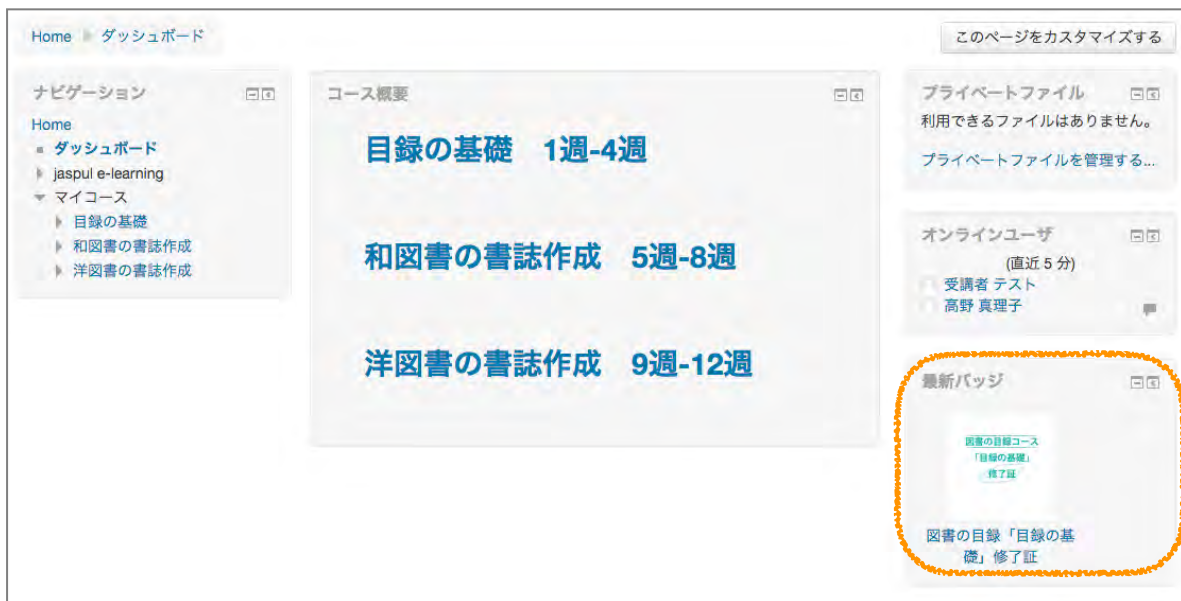 Home ダッシュボード
このページをカスタマイズする
ナビゲーション
Home
ダッシュボード
jaspul e-learning
マイコース
目録の基礎
和図書の書誌作成
洋図書の書誌作成
コース概要
目録の基礎 1週-4週
和図書の書誌作成 5週-8週
洋図書の書誌作成 9週-12週
プライベートファイル
利用できるファイルはありません。
プライベートファイルを管理する...
オンラインユーザ
(直近 5 分)
受講者 テスト
高野 真理子
最新バッジ
図書の目録コース
「目録の基礎」
修了証
図書の目録「目録の基
礎」修了証